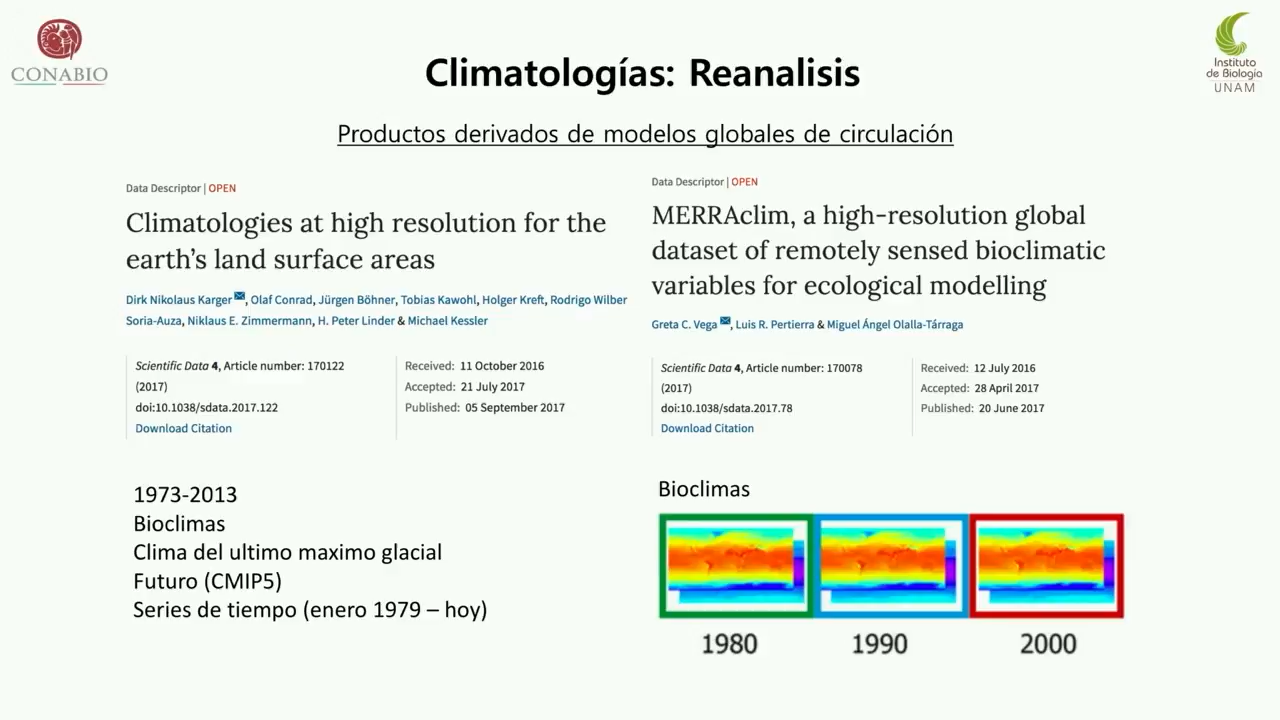 CONABIO
Instituto
de Biología
UNAM
Climatologías: Reanalisis
Productos derivados de modelos globales de circulación
Data Descriptor | OPEN
Climatologies at high resolution for the
earth's land surface areas
Dirk Nikolaus Karger, Olaf Conrad, Jürgen Böhner, Tobias Kawohl, Holger Kreft, Rodrigo Wilber
Soria-Auza, Niklaus E. Zimmermann, H. Peter Linder & Michael Kessler
Scientific Data 4, Article number: 170122
(2017)
doi:10.1038/sdata.2017.122
Download Citation
Received: 11 October 2016
Accepted: 21 July 2017
Published: 05 September 2017
1973-2013
Bioclimas
Clima del ultimo maximo glacial
Futuro (CMIP5)
Series de tiempo (enero 1979 – hoy)
Data Descriptor | OPEN
MERRAclim, a high-resolution global
dataset of remotely sensed bioclimatic
variables for ecological modelling
Greta C. Vega, Luis R. Pertierra & Miguel Ángel Olalla-Tárraga
Scientific Data 4, Article number: 170078
(2017)
doi:10.1038/sdata.2017.78
Download Citation
Received: 12 July 2016
Accepted: 28 April 2017
Published: 20 June 2017
Bioclimas
1980
1990
2000